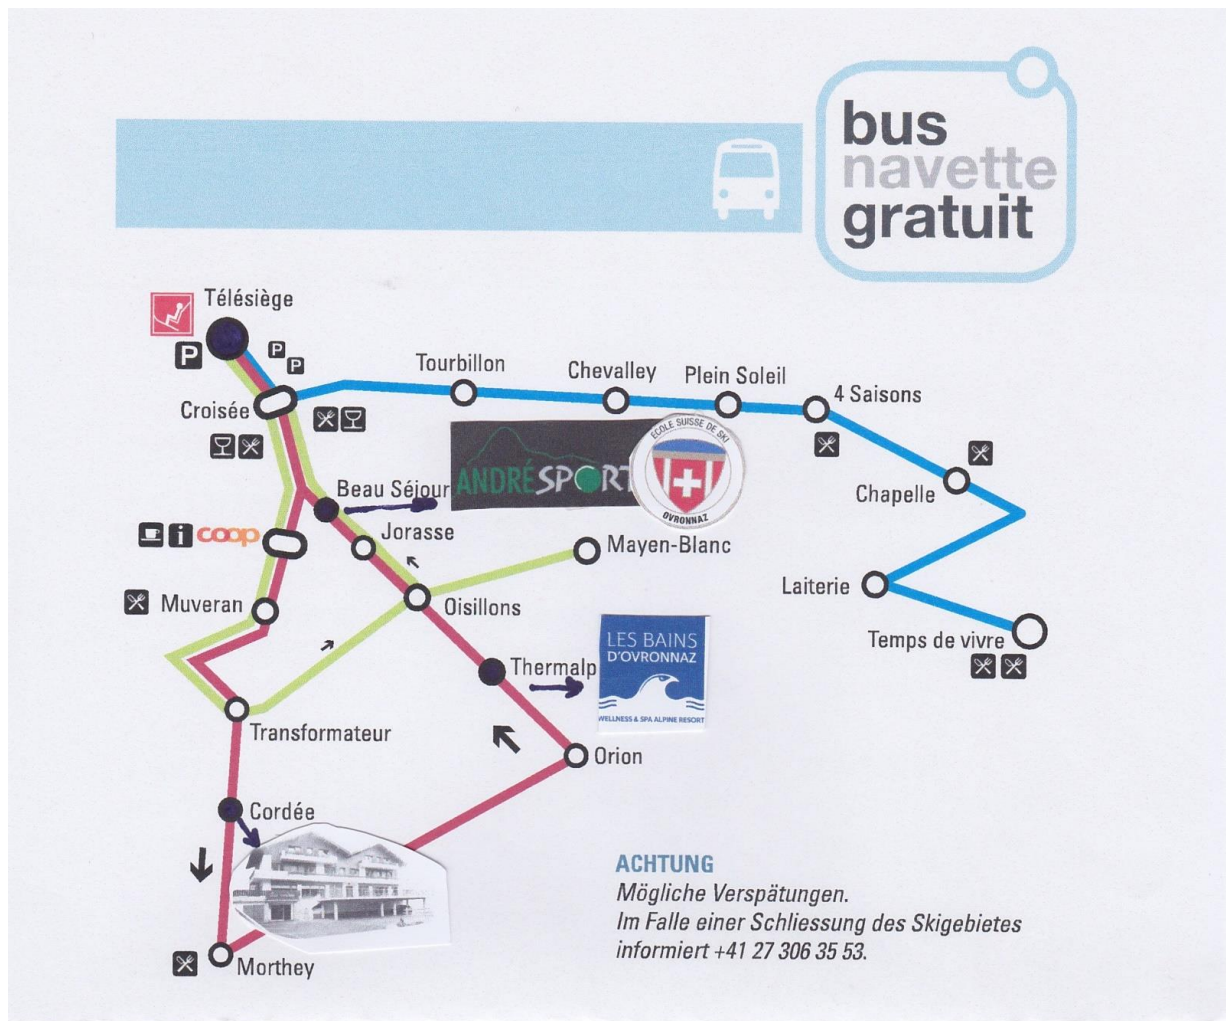 bus
navette
gratuit
Télésiège
P
P
P
Croisée
Tourbillon
Chevalley
Plein Soleil
4 Saisons
Chapelle
Laiterie
Temps de vivre
Beau Séjour
ANDRÉ SPORT
ECOLE SUISSE DE SKI
OVRONNAZ
Jorasse
Mayen-Blanc
i coop
Muveran
Oisillons
Thermalp
LES BAINS
D'OVRONNAZ
WELLNESS & SPA ALPINE RESORT
Transformateur
Orion
Cordée
Morthey
ACHTUNG
Mögliche Verspätungen.
Im Falle einer Schliessung des Skigebietes
informiert +41 27 306 35 53.